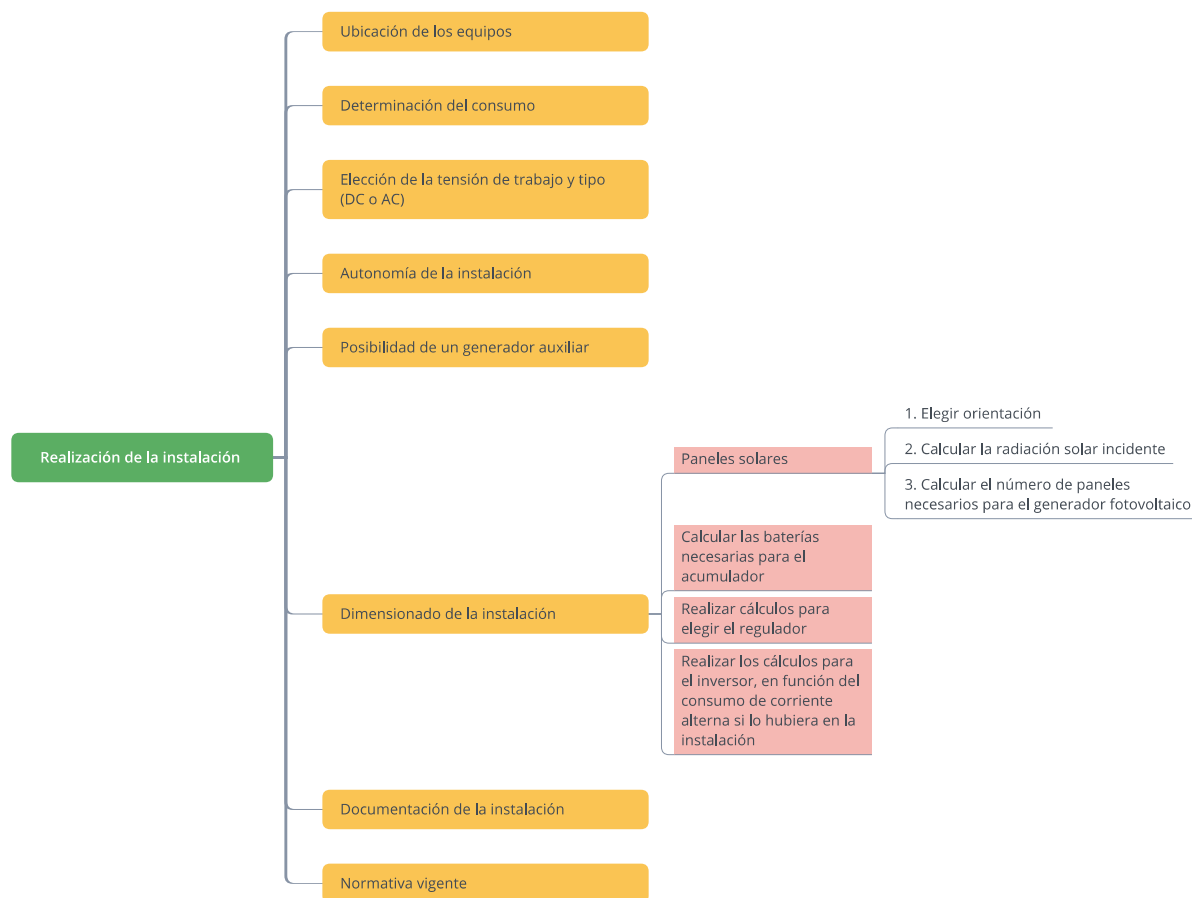 Ubicación de los equipos
Determinación del consumo
Elección de la tensión de trabajo y tipo
(DC o AC)
Autonomía de la instalación
Posibilidad de un generador auxiliar
Realización de la instalación
Dimensionado de la instalación
Paneles solares
1. Elegir orientación
2. Calcular la radiación solar incidente
3. Calcular el número de paneles
necesarios para el generador fotovoltaico
Calcular las baterías
necesarias para el
acumulador
Realizar cálculos para
elegir el regulador
Realizar los cálculos para
el inversor, en función del
consumo de corriente
alterna si lo hubiera en la
instalación
Documentación de la instalación
Normativa vigente